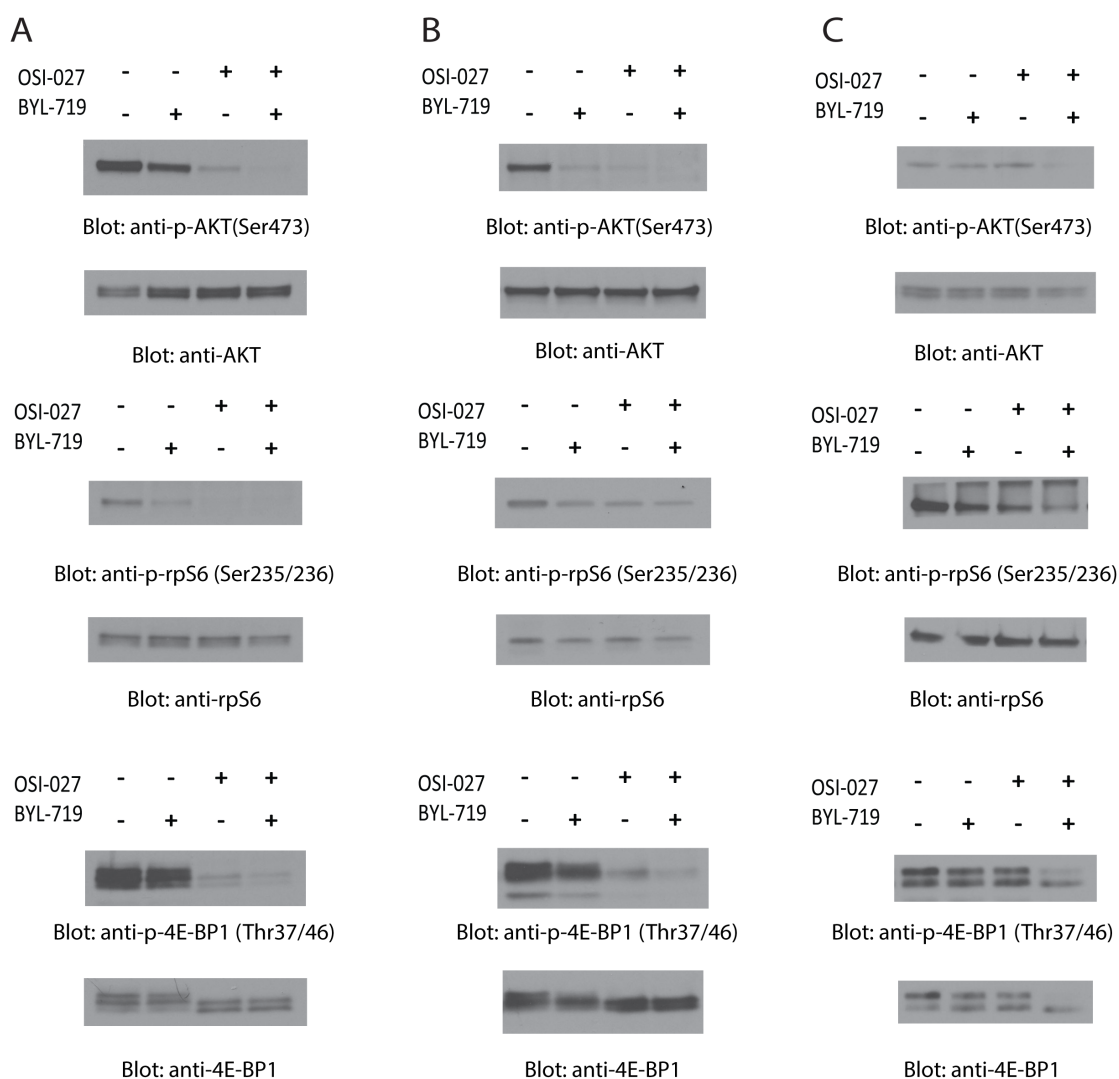 A
OSI-027 - - + +
BYL-719 - + - +
Blot: anti-p-AKT(Ser473)
Blot: anti-AKT
OSI-027 - - + +
BYL-719 - + - +
Blot: anti-p-rpS6 (Ser235/236)
Blot: anti-rpS6
OSI-027 - - + +
BYL-719 - + - +
Blot: anti-p-4E-BP1 (Thr37/46)
Blot: anti-4E-BP1
B
OSI-027 - - + +
BYL-719 - + - +
Blot: anti-p-AKT(Ser473)
Blot: anti-AKT
OSI-027 - - + +
BYL-719 - + - +
Blot: anti-p-rpS6 (Ser235/236)
Blot: anti-rpS6
OSI-027 - - + +
BYL-719 - + - +
Blot: anti-p-4E-BP1 (Thr37/46)
Blot: anti-4E-BP1
C
OSI-027 - - + +
BYL-719 - + - +
Blot: anti-p-AKT(Ser473)
Blot: anti-AKT
OSI-027 - - + +
BYL-719 - + - +
Blot: anti-p-rpS6 (Ser235/236)
Blot: anti-rpS6
OSI-027 - - + +
BYL-719 - + - +
Blot: anti-p-4E-BP1 (Thr37/46)
Blot: anti-4E-BP1